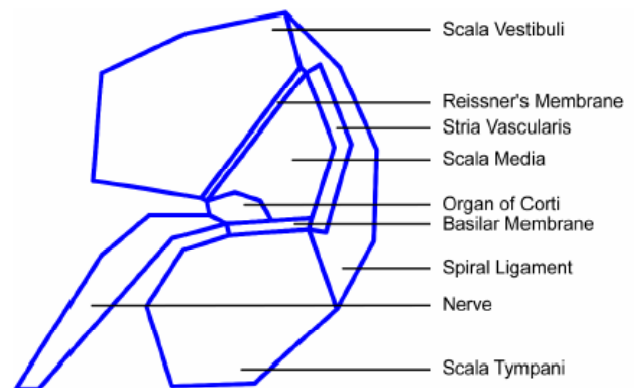 Scala Vestibuli
Reissner's Membrane
Stria Vascularis
Scala Media
Organ of Corti
Basilar Membrane
Spiral Ligament
Nerve
Scala Tympani